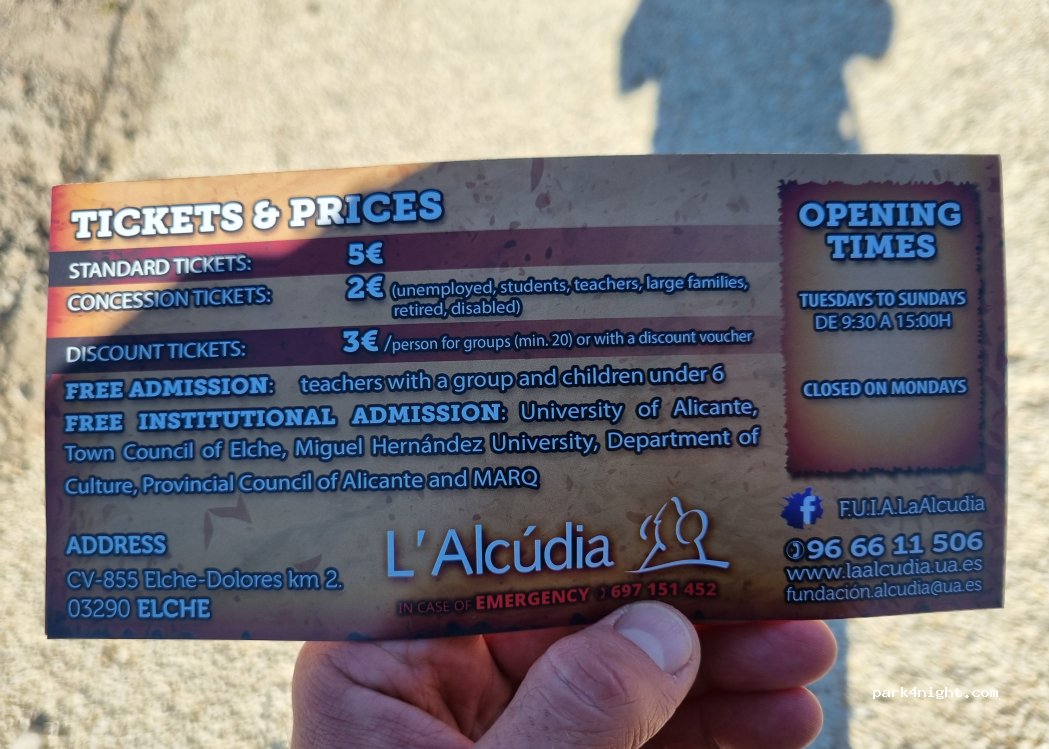 TICKETS & PRICES
STANDARD TICKETS: 5€
CONCESSION TICKETS: 2€ (unemployed, students, teachers, large families,
retired, disabled)
DISCOUNT TICKETS: 3€ /person for groups (min. 20) or with a discount voucher
FREE ADMISSION: teachers with a group and children under 6
FREE INSTITUTIONAL ADMISSION: University of Alicante,
Town Council of Elche, Miguel Hernández University, Department of
Culture, Provincial Council of Alicante and MARQ
ADDRESS
CV-855 Elche-Dolores km 2.
03290 ELCHE
L'Alcúdia
IN CASE OF EMERGENCY 697 151 452
OPENING
TIMES
TUESDAYS TO SUNDAYS
DE 9:30 A 15:00H
CLOSED ON MONDAYS
f F.U.I.A.LaAlcudia
96 66 11 506
www.laalcudia.ua.es
fundación.alcudia@ua.es
park4night.com